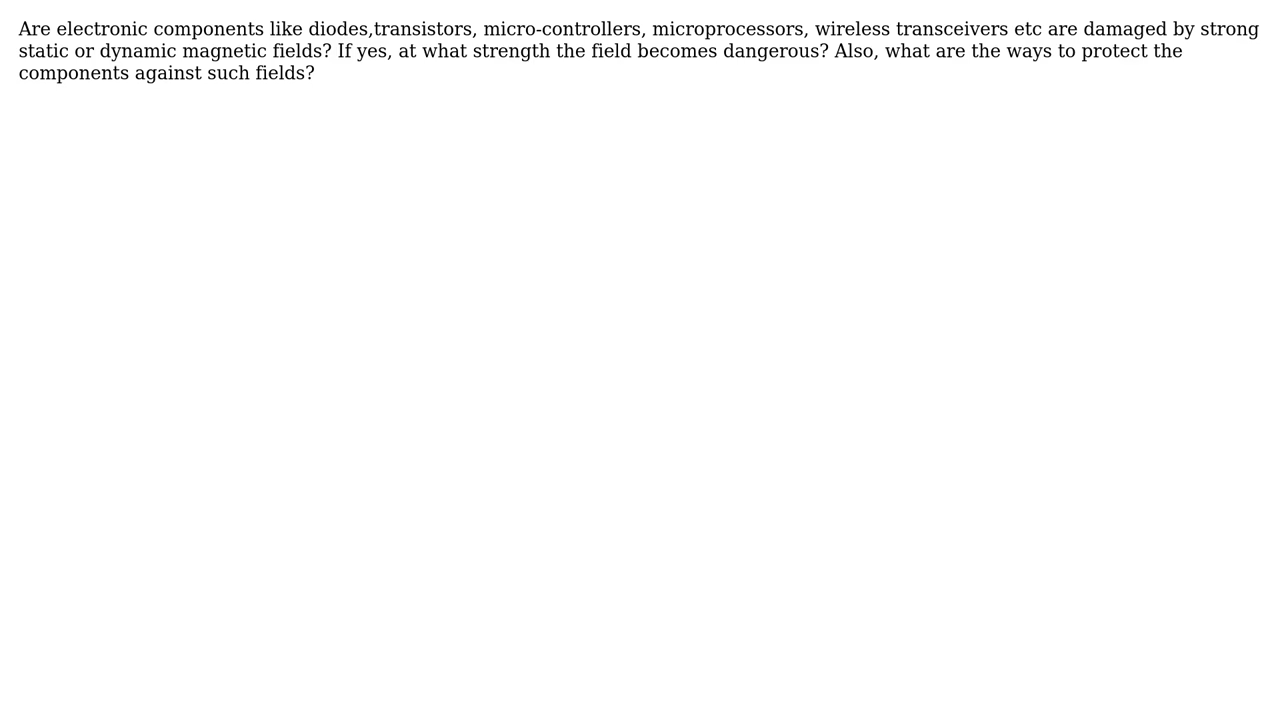 Are electronic components like diodes,transistors, micro-controllers, microprocessors, wireless transceivers etc are damaged by strong
static or dynamic magnetic fields? If yes, at what strength the field becomes dangerous? Also, what are the ways to protect the
components against such fields?